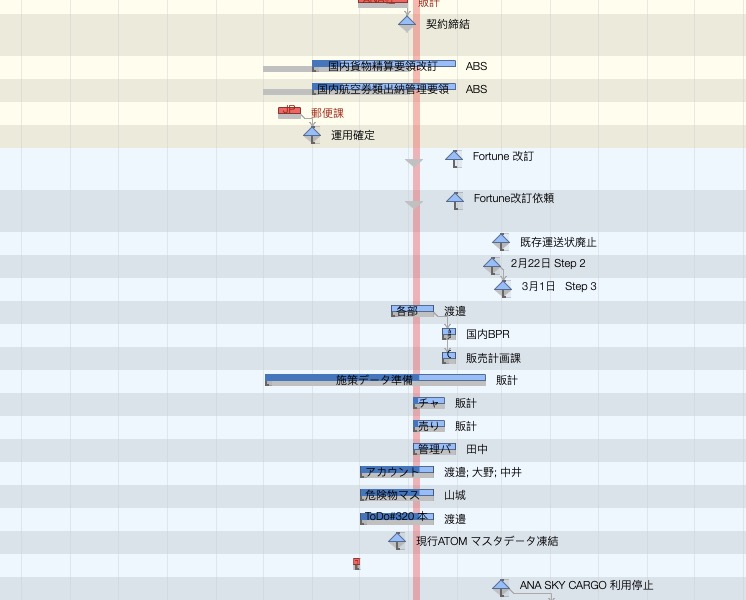 販計
契約締結
国内貨物精算要領改訂 ABS
国内航空券類出納管理要領 ABS
JP 郵便課
運用確定
Fortune 改訂
Fortune改訂依頼
既存運送状廃止
2月22日 Step 2
3月1日 Step 3
各部 渡邉
国内BPR
販売計画課
施策データ準備 販計
チャ 販計
売り 販計
管理パ 田中
アカウント 渡邉; 大野; 中井
危険物マス 山城
ToDo#320 本 渡邉
現行ATOM マスタデータ凍結
ANA SKY CARGO 利用停止